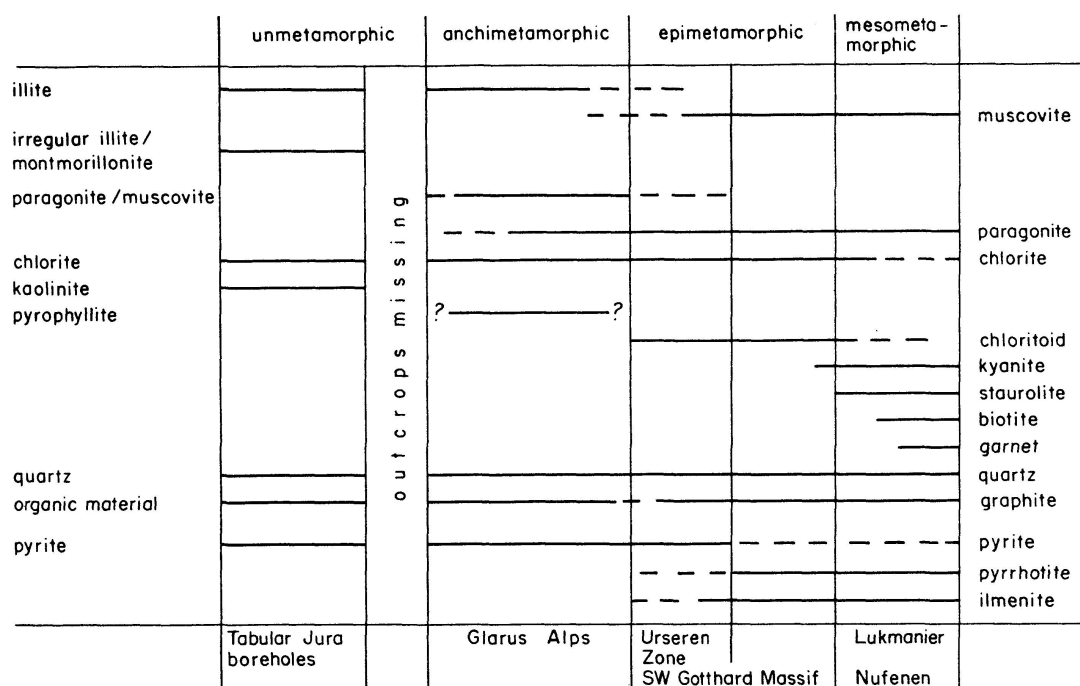 unmetamorphic
anchimetamorphic
epimetamorphic
mesometa-
morphic
illite
muscovite
irregular illite/
montmorillonite
paragonite/muscovite
paragonite
chlorite
chlorite
kaolinite
pyrophyllite
? ?
chloritoid
kyanite
staurolite
biotite
garnet
outcrops missing
quartz
quartz
organic material
graphite
pyrite
pyrite
pyrrhotite
ilmenite
Tabular Jura
boreholes
Glarus Alps
Urseren
Zone
SW Gotthard Massif
Lukmanier
Nufenen